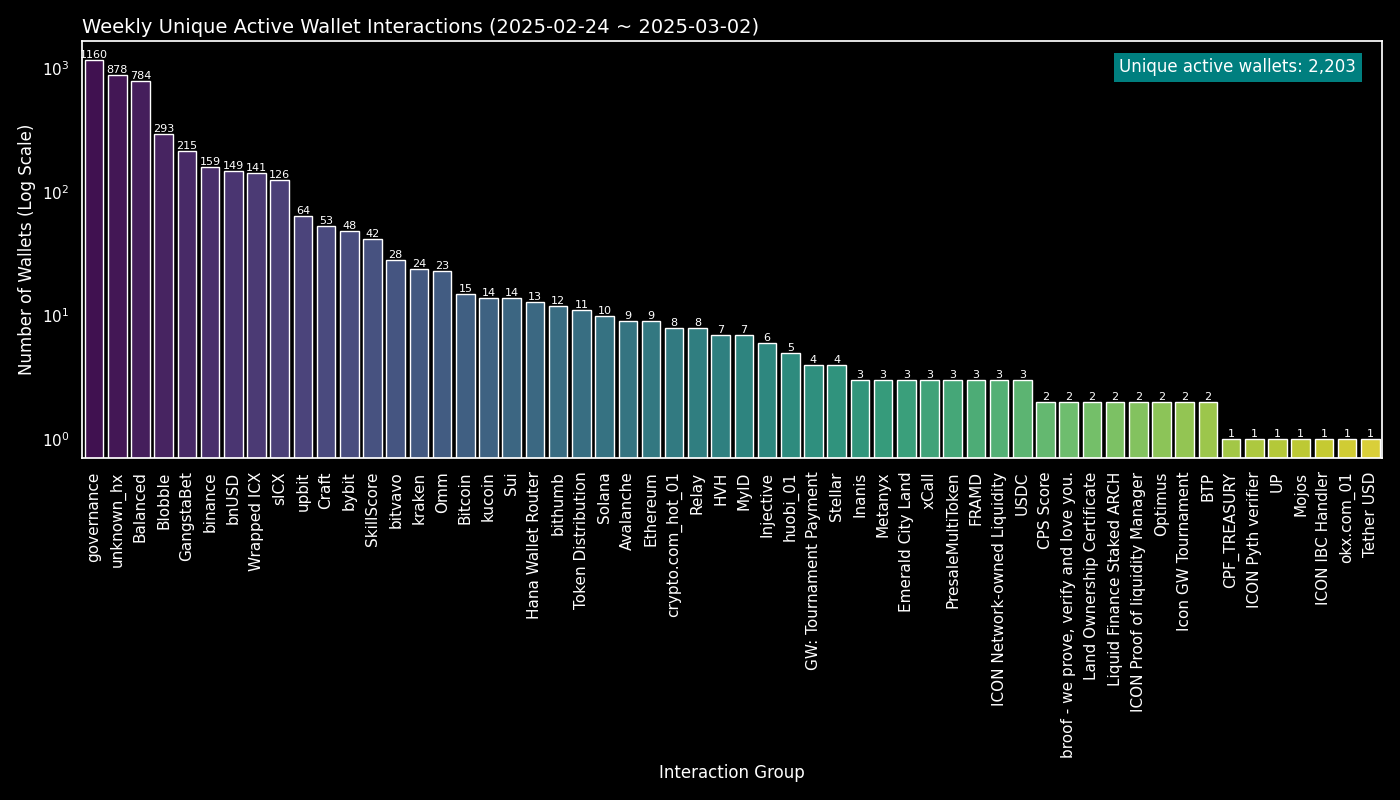 Weekly Unique Active Wallet Interactions (2025-02-24 ~ 2025-03-02)
Unique active wallets: 2,203
Number of Wallets (Log Scale)
10³
10²
10¹
10⁰
1160
878
784
293
215
159
149
141
126
64
53
48
42
28
24
23
15
14
14
13
12
11
10
9
9
8
8
7
7
6
5
4
4
3
3
3
3
3
3
3
3
2
2
2
2
2
2
2
2
1
1
1
1
1
1
1
governance
unknown_hx
Balanced
Blobble
GangstaBet
binance
bnUSD
Wrapped ICX
sICX
upbit
Craft
bybit
SkillScore
bitvavo
kraken
Omm
Bitcoin
kucoin
Sui
Hana Wallet Router
bithumb
Token Distribution
Solana
Avalanche
Ethereum
crypto.com_hot_01
Relay
HVH
MyID
Injective
huobi_01
GW: Tournament Payment
Stellar
Inanis
Metanyx
Emerald City Land
xCall
PresaleMultiToken
FRAMD
ICON Network-owned Liquidity
USDC
CPS Score
broof - we prove, verify and love you.
Land Ownership Certificate
Liquid Finance Staked ARCH
ICON Proof of liquidity Manager
Optimus
Icon GW Tournament
BTP
CPF_TREASURY
ICON Pyth verifier
UP
Mojos
ICON IBC Handler
okx.com_01
Tether USD
Interaction Group